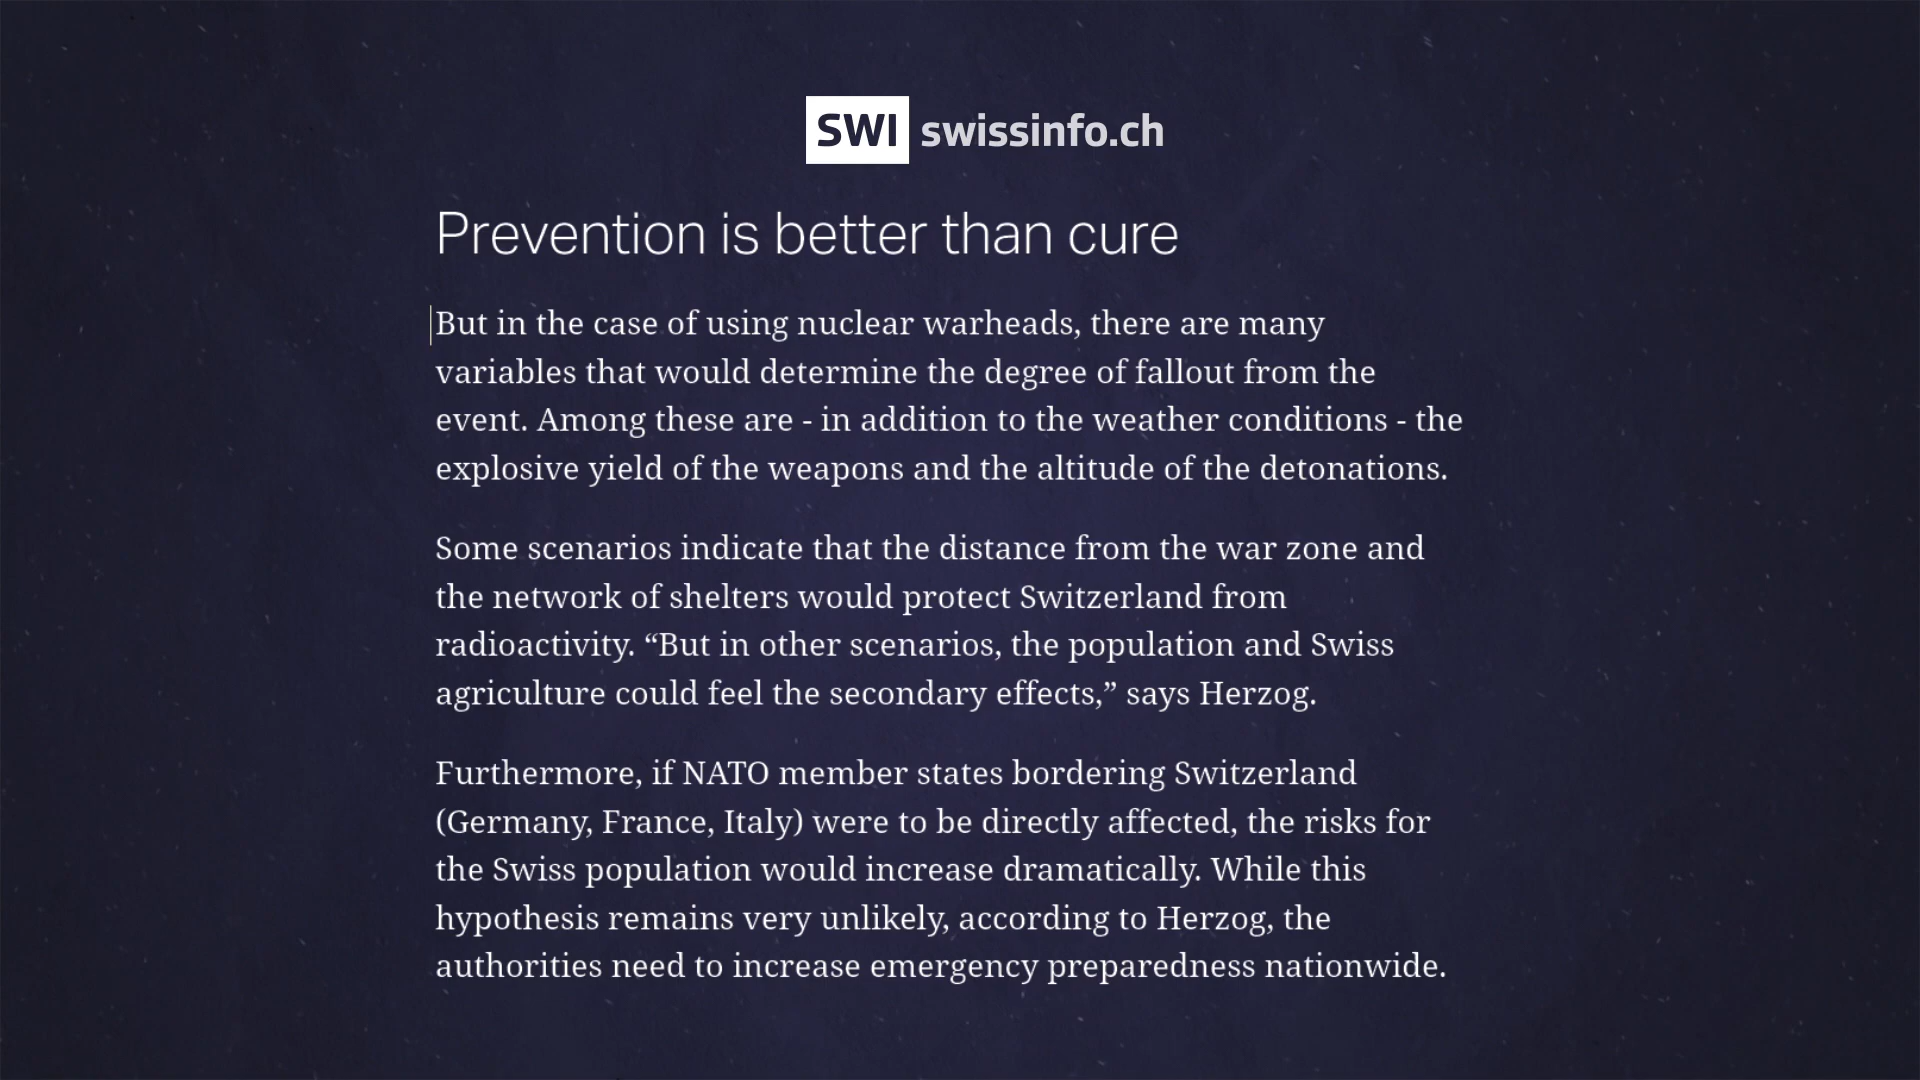 SWI swissinfo.ch
Prevention is better than cure
But in the case of using nuclear warheads, there are many
variables that would determine the degree of fallout from the
event. Among these are - in addition to the weather conditions - the
explosive yield of the weapons and the altitude of the detonations.
Some scenarios indicate that the distance from the war zone and
the network of shelters would protect Switzerland from
radioactivity. “But in other scenarios, the population and Swiss
agriculture could feel the secondary effects,” says Herzog.
Furthermore, if NATO member states bordering Switzerland
(Germany, France, Italy) were to be directly affected, the risks for
the Swiss population would increase dramatically. While this
hypothesis remains very unlikely, according to Herzog, the
authorities need to increase emergency preparedness nationwide.